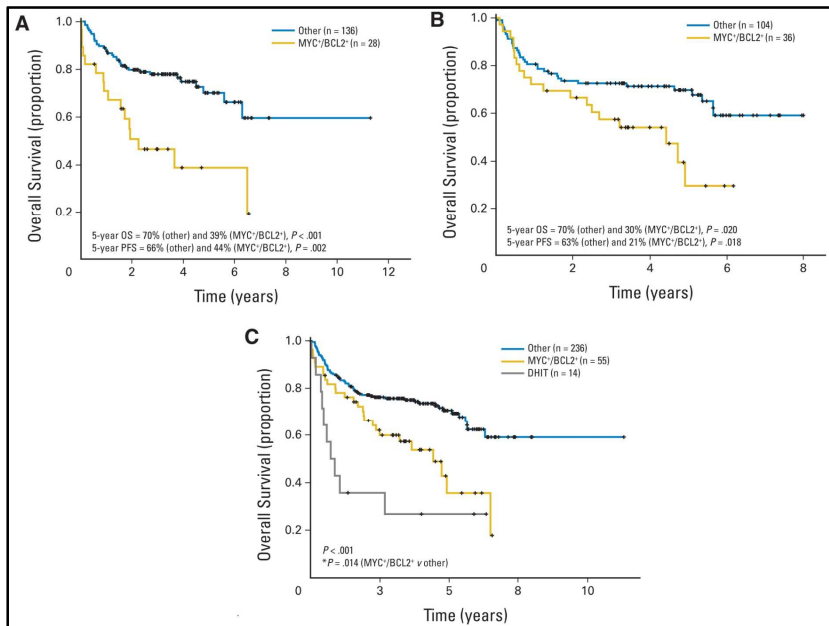 A
Other (n = 136)
MYC⁺/BCL2⁺ (n = 28)
Overall Survival (proportion)
1.0
0.8
0.6
0.4
0.2
0 2 4 6 8 10 12
5-year OS = 70% (other) and 39% (MYC⁺/BCL2⁺), P < .001
5-year PFS = 66% (other) and 44% (MYC⁺/BCL2⁺), P = .002
Time (years)
B
Other (n = 104)
MYC⁺/BCL2⁺ (n = 36)
Overall Survival (proportion)
1.0
0.8
0.6
0.4
0.2
0 2 4 6 8
5-year OS = 70% (other) and 30% (MYC⁺/BCL2⁺), P = .020
5-year PFS = 63% (other) and 21% (MYC⁺/BCL2⁺), P = .018
Time (years)
C
Other (n = 236)
MYC⁺/BCL2⁺ (n = 55)
DHIT (n = 14)
Overall Survival (proportion)
1.0
0.8
0.6
0.4
0.2
0 3 5 8 10
P < .001
*P = .014 (MYC⁺/BCL2⁺ v other)
Time (years)